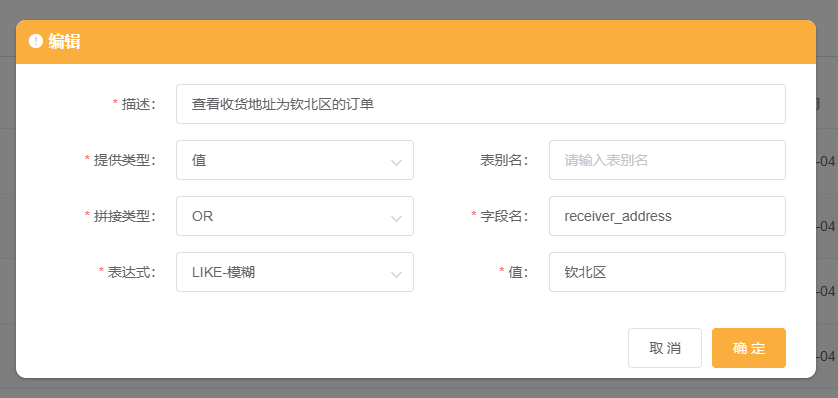 编辑
* 描述： 查看收货地址为钦北区的订单
* 提供类型： 值 表别名： 请输入表别名
-04
* 拼接类型： OR * 字段名： receiver_address
-04
* 表达式： LIKE-模糊 * 值： 钦北区
-04
取 消 确 定
-04